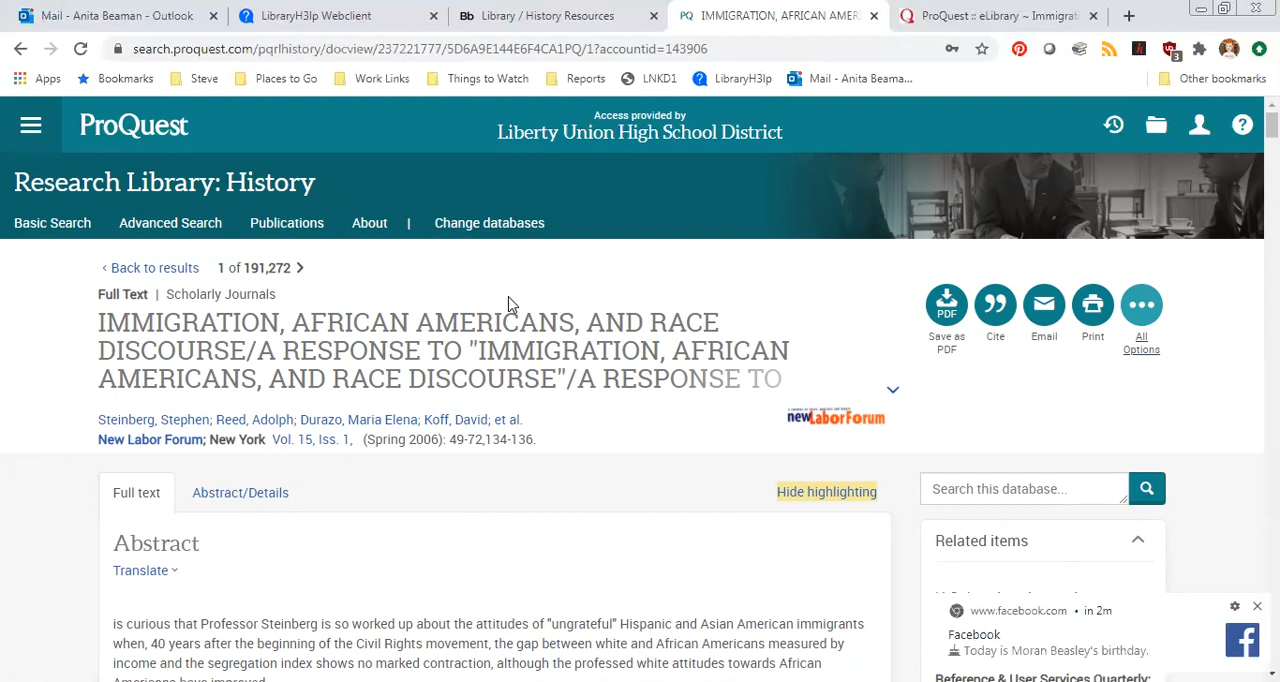 Mail - Anita Beaman - Outlook
LibraryH3lp Webclient
Bb Library / History Resources
PQ IMMIGRATION, AFRICAN AMER
ProQuest :: eLibrary ~ Immigrat
search.proquest.com/pqrlhistory/docview/237221777/5D6A9E144E6F4CA1PQ/1?accountid=143906
Apps
Bookmarks
Steve
Places to Go
Work Links
Things to Watch
Reports
LNKD1
LibraryH3lp
Mail - Anita Beama...
Other bookmarks
ProQuest
Access provided by
Liberty Union High School District
Research Library: History
Basic Search
Advanced Search
Publications
About
|
Change databases
‹ Back to results 1 of 191,272
Full Text | Scholarly Journals
IMMIGRATION, AFRICAN AMERICANS, AND RACE
DISCOURSE/A RESPONSE TO "IMMIGRATION, AFRICAN
AMERICANS, AND RACE DISCOURSE"/A RESPONSE TO
Steinberg, Stephen; Reed, Adolph; Durazo, Maria Elena; Koff, David; et al.
New Labor Forum; New York Vol. 15, Iss. 1, (Spring 2006): 49-72,134-136.
newLaborForum
PDF
Save as
PDF
Cite
Email
Print
All
Options
Full text
Abstract/Details
Hide highlighting
Search this database...
Abstract
Translate
Related items
is curious that Professor Steinberg is so worked up about the attitudes of "ungrateful" Hispanic and Asian American immigrants
when, 40 years after the beginning of the Civil Rights movement, the gap between white and African Americans measured by
income and the segregation index shows no marked contraction, although the professed white attitudes towards African
Americans have improved.
www.facebook.com • in 2m
Facebook
Today is Moran Beasley's birthday.
Reference & User Services Quarterly;